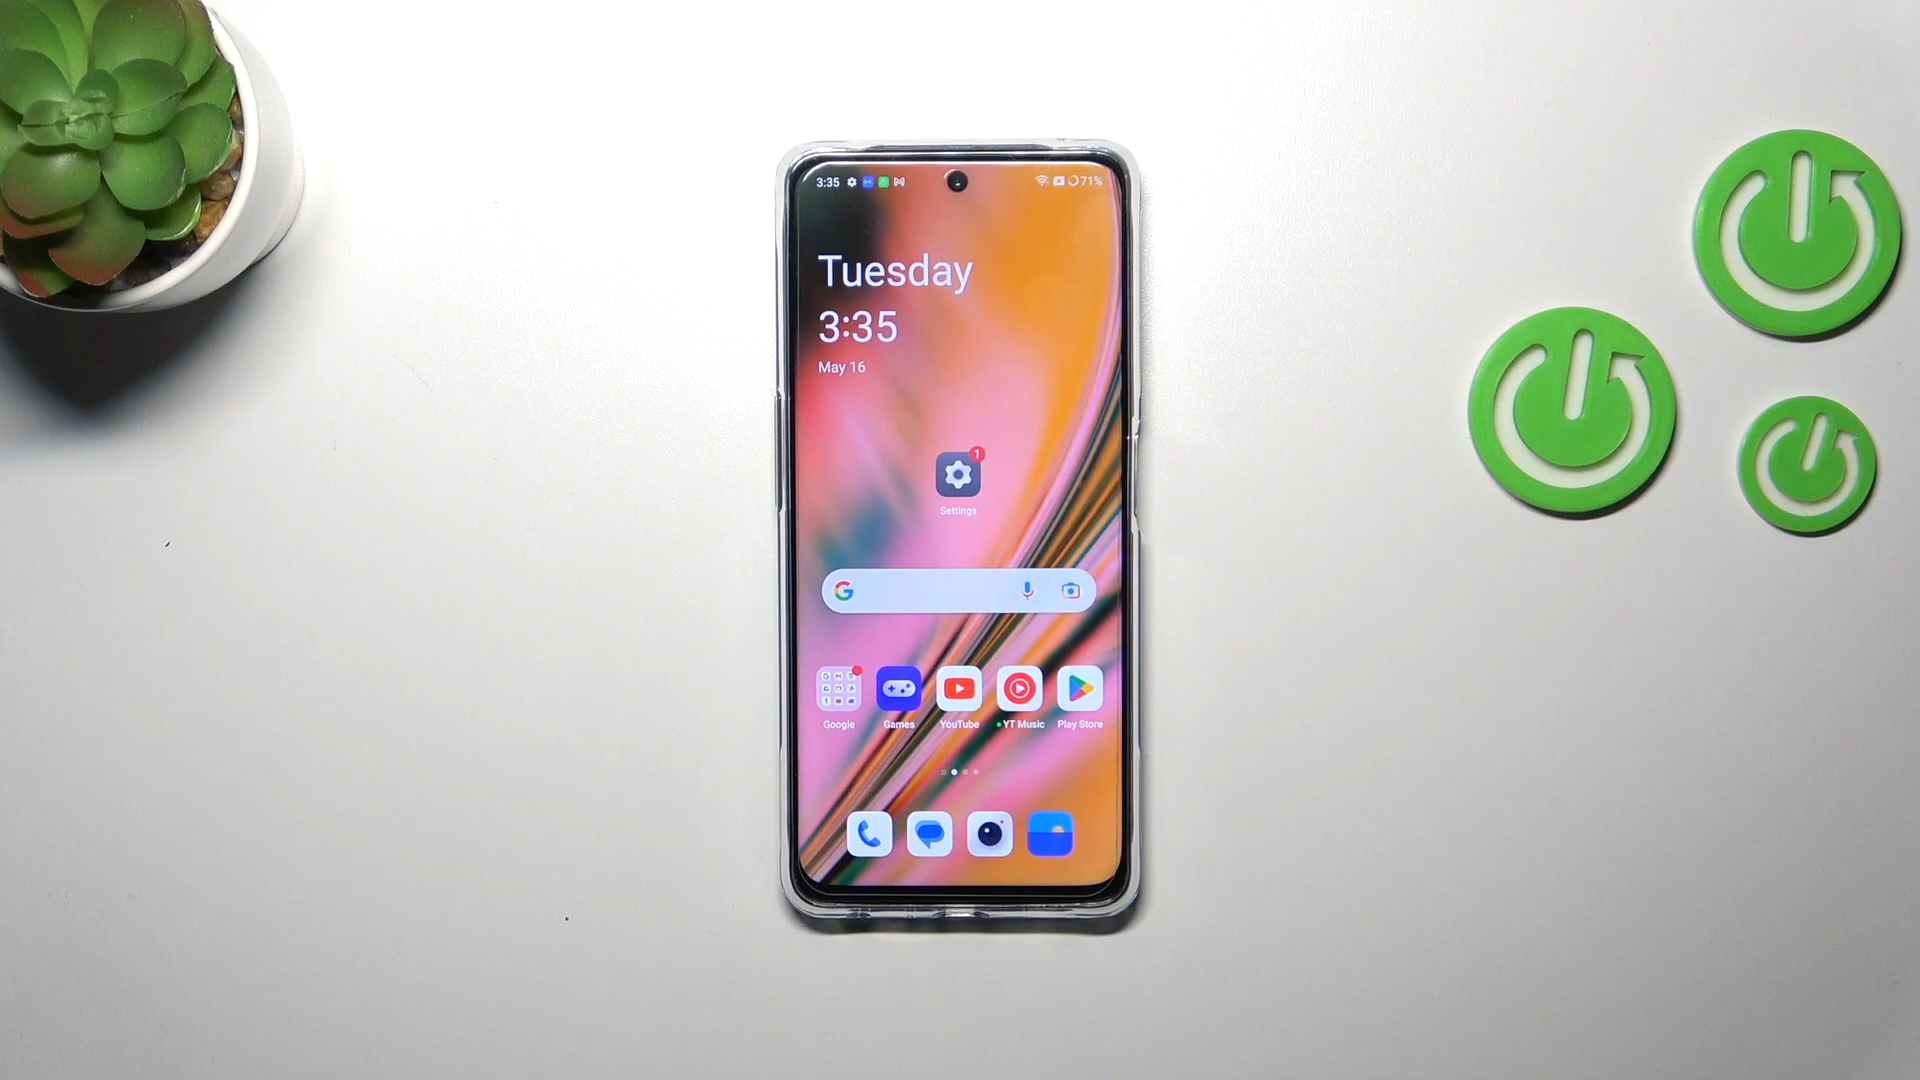 3:35 71%
Tuesday
3:35
May 16
1
Settings
G
Google Games YouTube YT Music Play Store